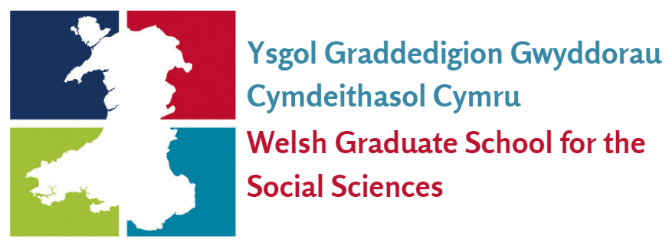 Ysgol Graddedigion Gwyddorau
Cymdeithasol Cymru
Welsh Graduate School for the
Social Sciences